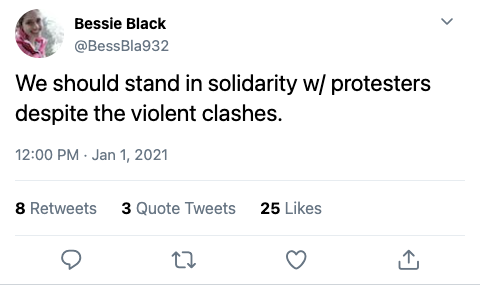 Bessie Black
@BessBla932
We should stand in solidarity w/ protesters
despite the violent clashes.
12:00 PM · Jan 1, 2021
8 Retweets 3 Quote Tweets 25 Likes